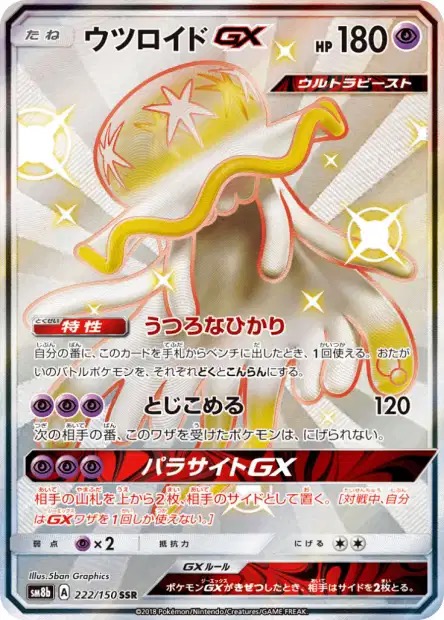 たね ウツロイドGX HP 180
ウルトラビースト
特性 うつろなひかり
自分の番に、このカードを手札からベンチに出したとき、1回使える。おたが
いのバトルポケモンを、それぞれどくとこんらんにする。
とじこめる 120
次の相手の番、このワザを受けたポケモンは、にげられない。
パラサイトGX
相手の山札を上から2枚、相手のサイドとして置く。[対戦中、自分
はGXワザを1回しか使えない。]
弱点 ×2 抵抗力 にげる
Illus. 5ban Graphics
GXルール
ポケモンGXがきぜつしたとき、相手はサイドを2枚とる。
SM8b A 222/150 SSR
©2018 Pokémon/Nintendo/Creatures/GAME FREAK.